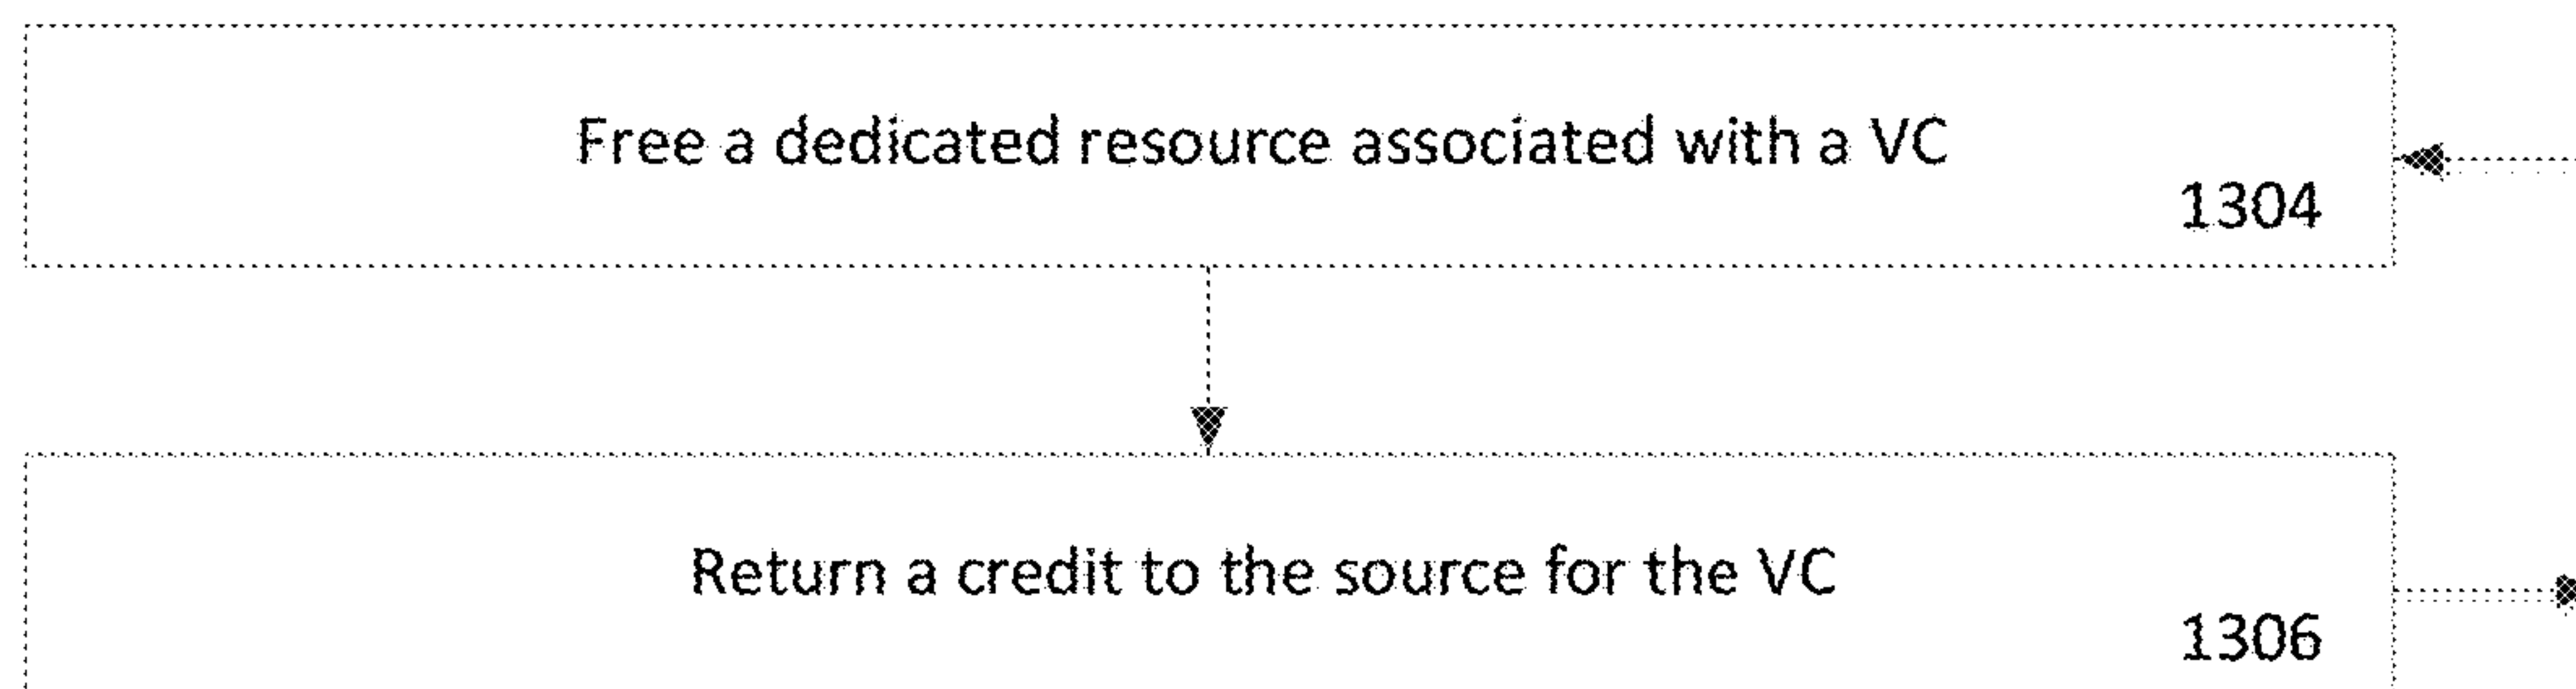 Free a dedicated resource associated with a VC
1304
Return a credit to the source for the VC
1306